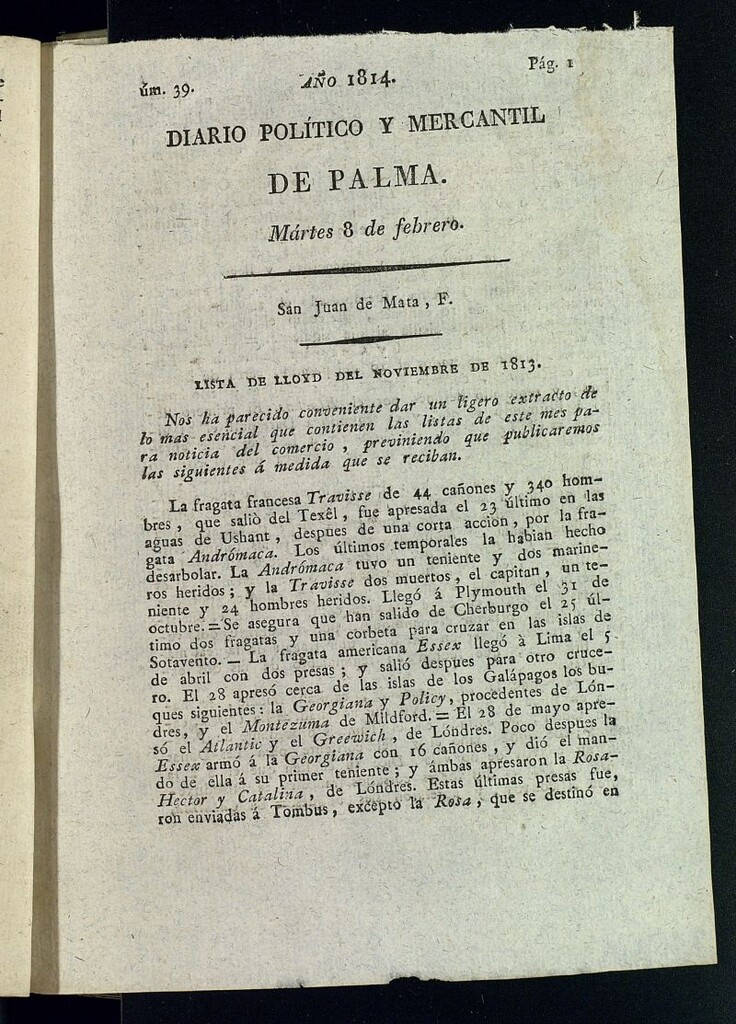 úm. 39.
AÑO 1814.
Pág. 1
DIARIO POLÍTICO Y MERCANTIL
DE PALMA.
Mártes 8 de febrero.
San Juan de Mata, F.
LISTA DE LLOYD DEL NOVIEMBRE DE 1813.
Nos ha parecido conveniente dar un ligero extracto de
lo mas esencial que contienen las listas de este mes pa-
ra noticia del comercio, previniendo que publicaremos
las siguientes á medida que se reciban.
La fragata francesa Travisse de 44 cañones y 340 hom-
bres, que salió del Texêl, fue apresada el 23 último en las
aguas de Ushant, despues de una corta accion, por la fra-
gata Andrómaca. Los últimos temporales la habian hecho
desarbolar. La Andrómaca tuvo un teniente y dos marine-
ros heridos; y la Travisse dos muertos, el capitan, un te-
niente y 24 hombres heridos. Llegó á Plymouth el 31 de
octubre. = Se asegura que han salido de Cherburgo el 25 úl-
timo dos fragatas y una corbeta para cruzar en las islas de
Sotavento. — La fragata americana Essex llegó à Lima el 5
de abril con dos presas; y salió despues para otro cruce-
ro. El 28 apresó cerca de las islas de los Galápagos los bu-
ques siguientes: la Georgiana y Policy, procedentes de Lón-
dres, y el Montezuma de Mildford. = El 28 de mayo apre-
só el Atlantic y el Greewich, de Lóndres. Poco despues la
Essex armó á la Georgiana con 16 cañones, y dió el man-
do de ella á su primer teniente; y ámbas apresaron la Rosa-
Hector y Catalina, de Lóndres. Estas últimas presas fue,
ron enviadas á Tombus, excepto la Rosa, que se destinó en